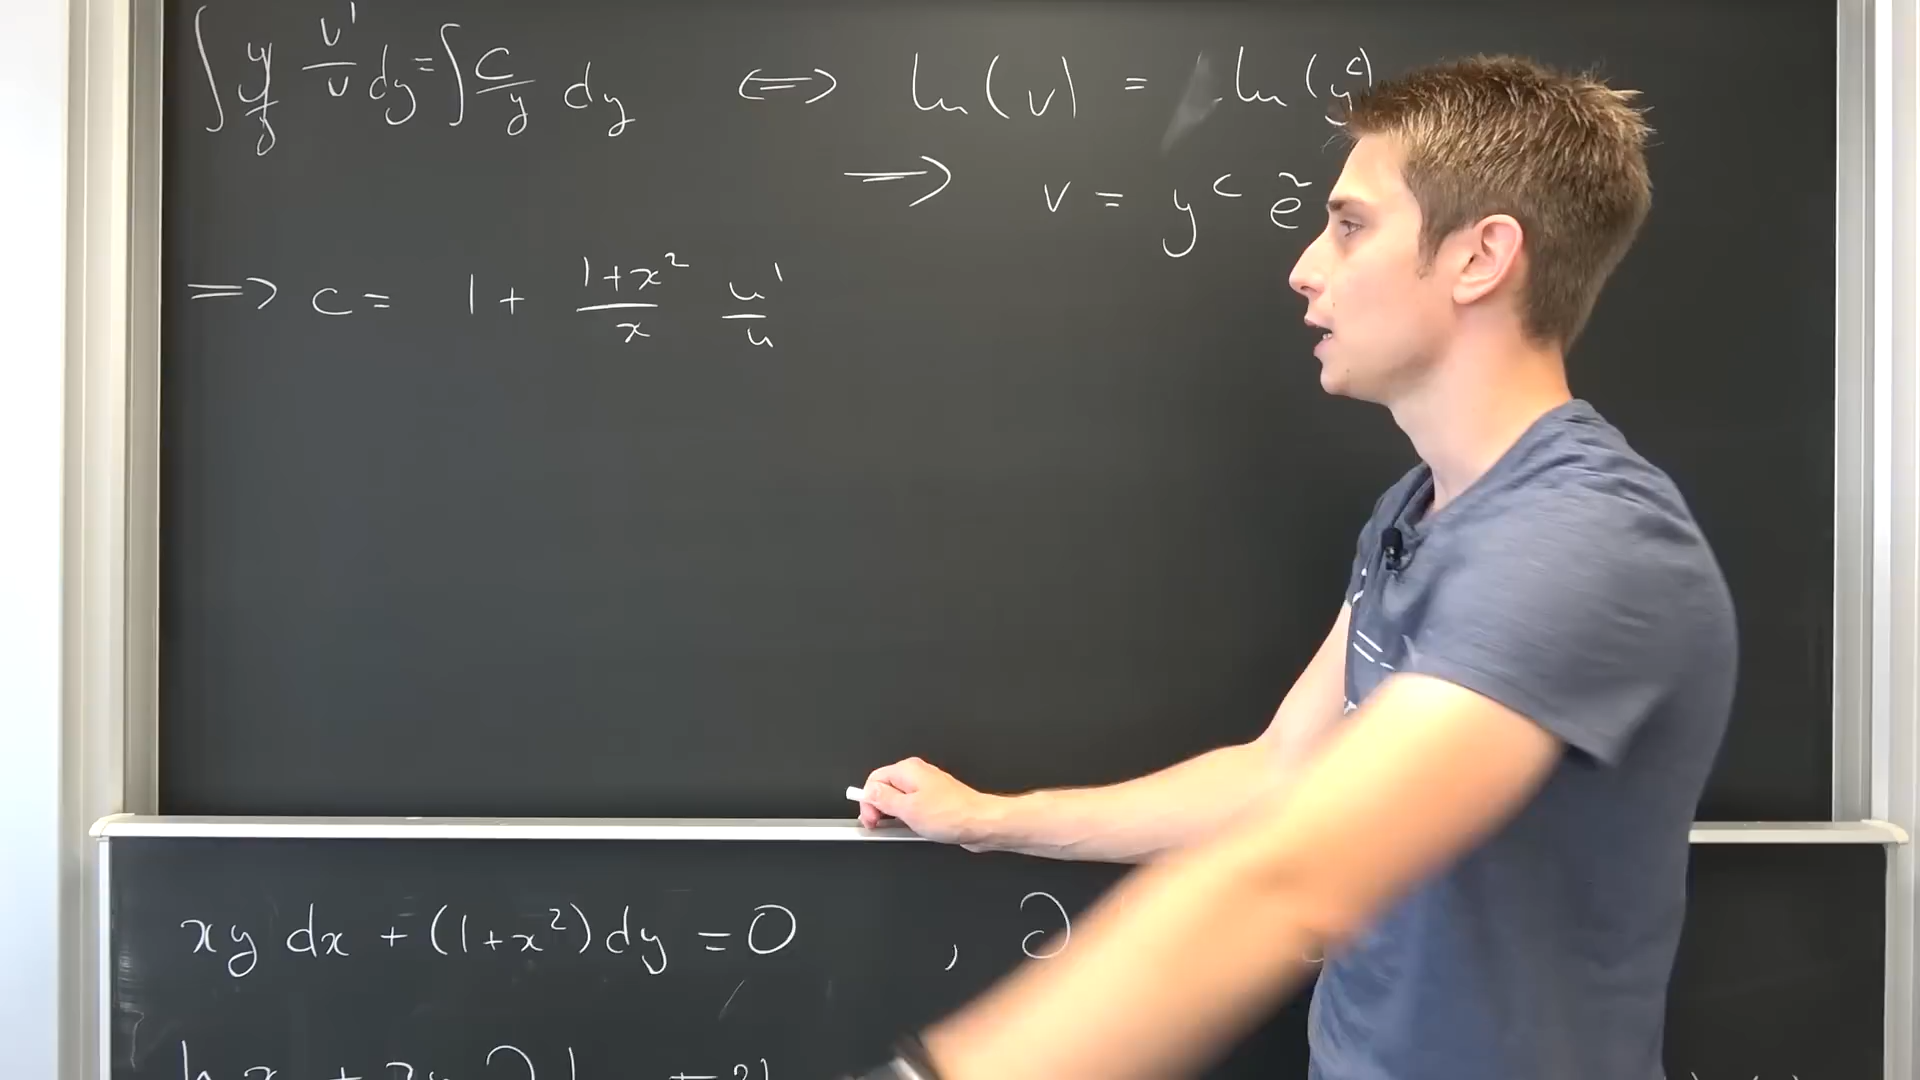 ∫ y v'/v dy = ∫ c/y dy ⟺ ln(v) = ln(y^c)
⟹ v = y^c ẽ
⟹ c = 1 + (1+x²)/x u'/u
xy dx + (1+x²) dy = 0 , ∂